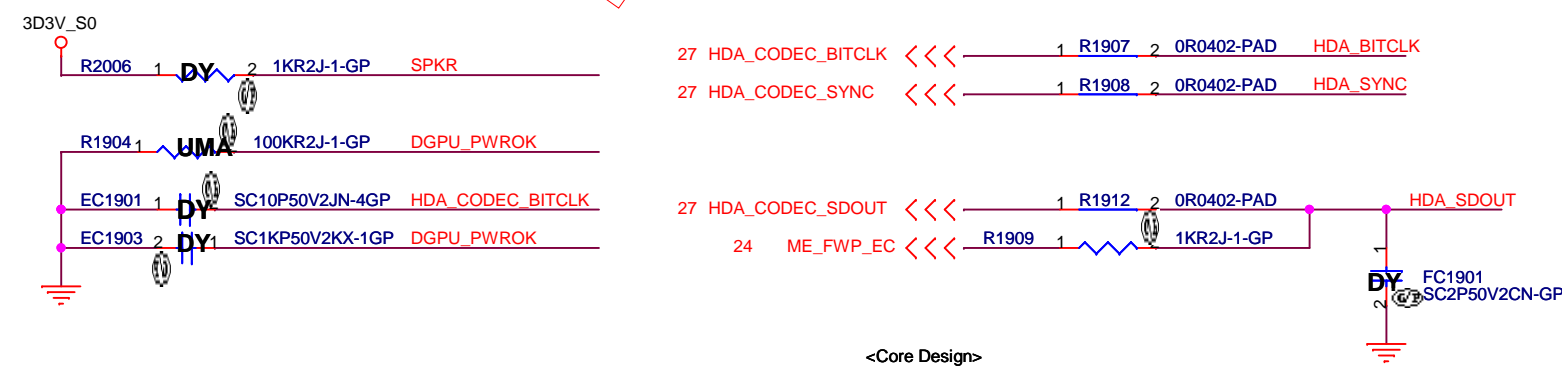 3D3V_S0
R2006 1 DY 2 1KR2J-1-GP SPKR
R1904 1 UMA 100KR2J-1-GP DGPU_PWROK
EC1901 1 DY SC10P50V2JN-4GP HDA_CODEC_BITCLK
EC1903 2 DY 1 SC1KP50V2KX-1GP DGPU_PWROK
27 HDA_CODEC_BITCLK 1 R1907 2 0R0402-PAD HDA_BITCLK
27 HDA_CODEC_SYNC 1 R1908 2 0R0402-PAD HDA_SYNC
27 HDA_CODEC_SDOUT 1 R1912 2 0R0402-PAD HDA_SDOUT
24 ME_FWP_EC R1909 1 2 1KR2J-1-GP
1
DY FC1901
2 G/P SC2P50V2CN-GP
<Core Design>